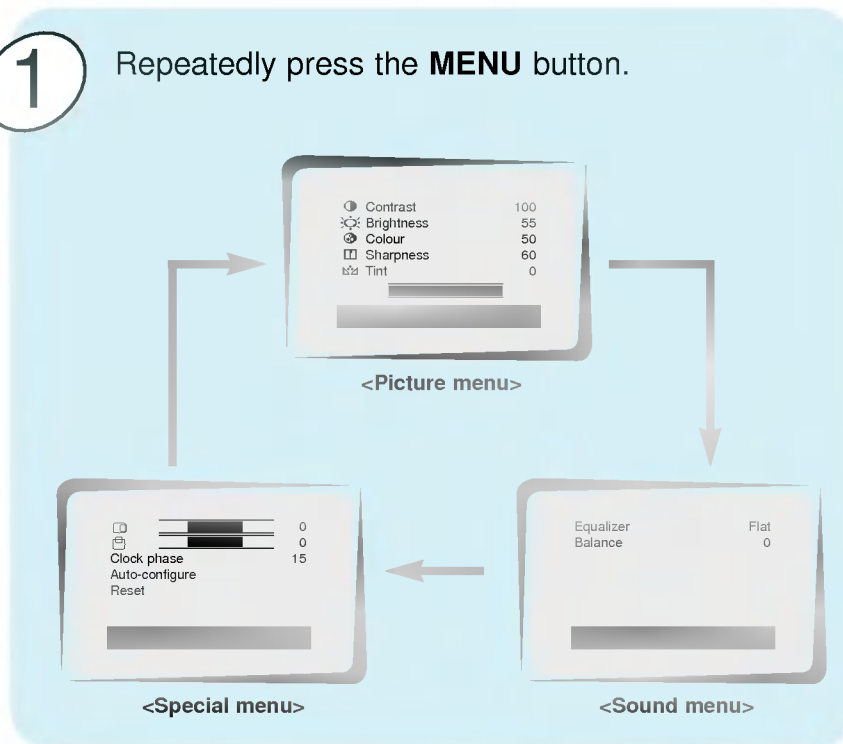 1
Repeatedly press the MENU button.
Contrast 100
Brightness 55
Colour 50
Sharpness 60
Tint 0
<Picture menu>
0
0
Clock phase 15
Auto-configure
Reset
<Special menu>
Equalizer Flat
Balance 0
<Sound menu>